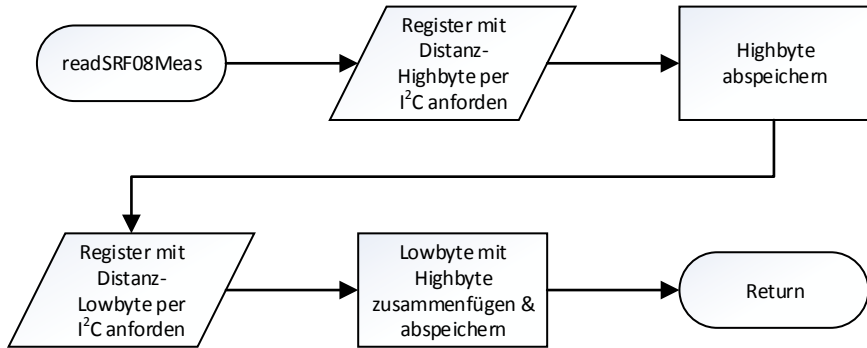 readSRF08Meas
Register mit
Distanz-
Highbyte per
I²C anforden
Highbyte
abspeichern
Register mit
Distanz-
Lowbyte per
I²C anforden
Lowbyte mit
Highbyte
zusammenfügen &
abspeichern
Return